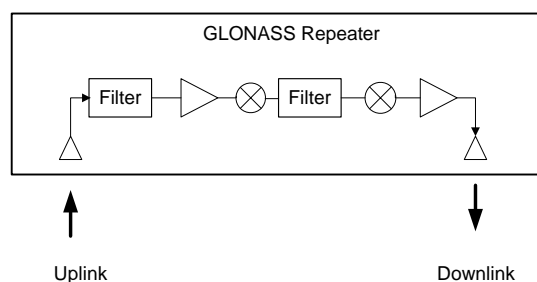 GLONASS Repeater
Filter
Filter
Uplink
Downlink